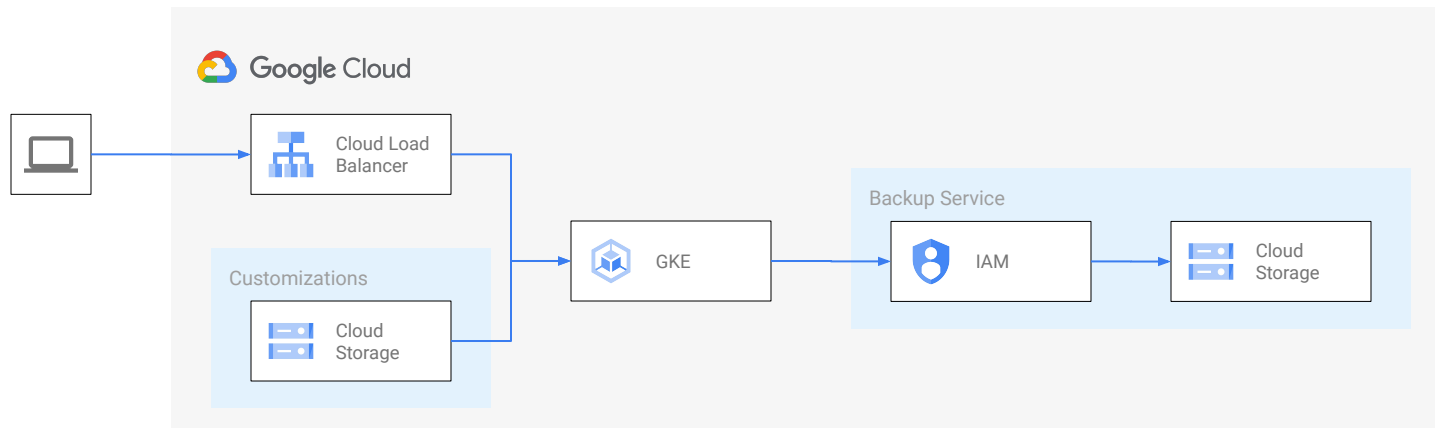 Google Cloud
Cloud Load
Balancer
Backup Service
GKE
IAM
Cloud
Storage
Customizations
Cloud
Storage